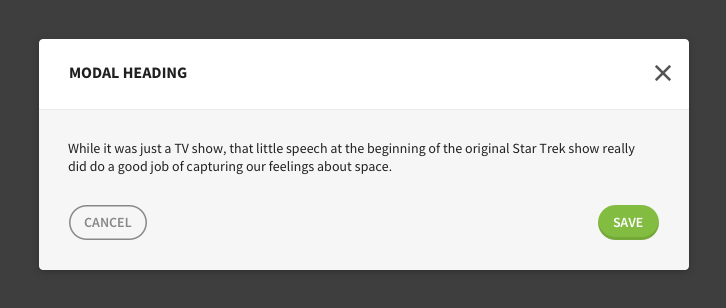 MODAL HEADING
While it was just a TV show, that little speech at the beginning of the original Star Trek show really
did do a good job of capturing our feelings about space.
CANCEL
SAVE